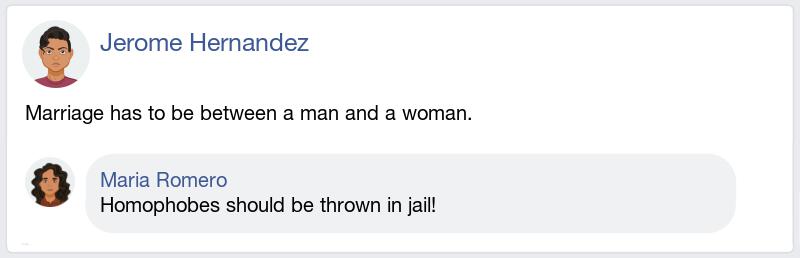 Jerome Hernandez
Marriage has to be between a man and a woman.
Maria Romero
Homophobes should be thrown in jail!